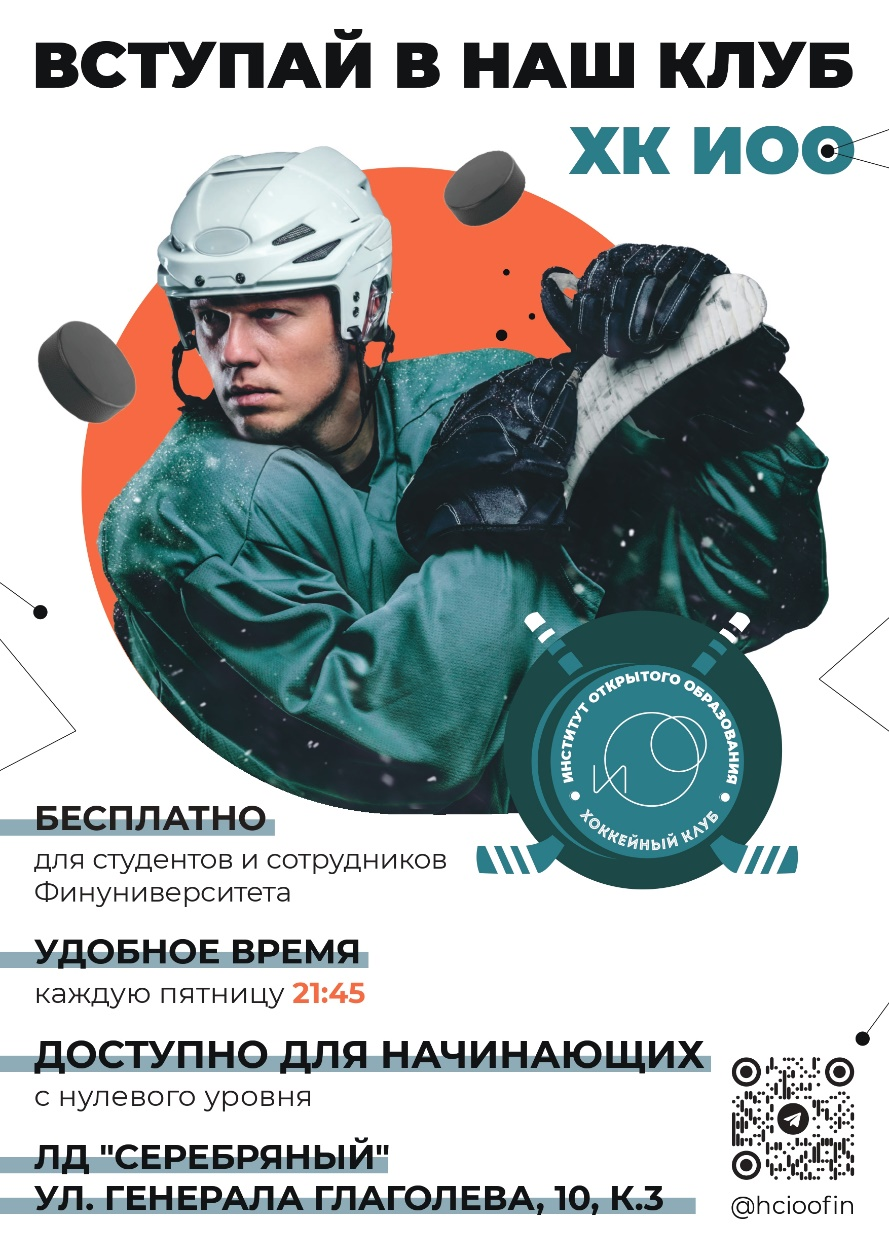 ВСТУПАЙ В НАШ КЛУБ
ХК ИОО
ИНСТИТУТ ОТКРЫТОГО ОБРАЗОВАНИЯ
ИОО
ХОККЕЙНЫЙ КЛУБ
БЕСПЛАТНО
для студентов и сотрудников
Финуниверситета
УДОБНОЕ ВРЕМЯ
каждую пятницу 21:45
ДОСТУПНО ДЛЯ НАЧИНАЮЩИХ
с нулевого уровня
ЛД "СЕРЕБРЯНЫЙ"
УЛ. ГЕНЕРАЛА ГЛАГОЛЕВА, 10, К.3
@hcioofin